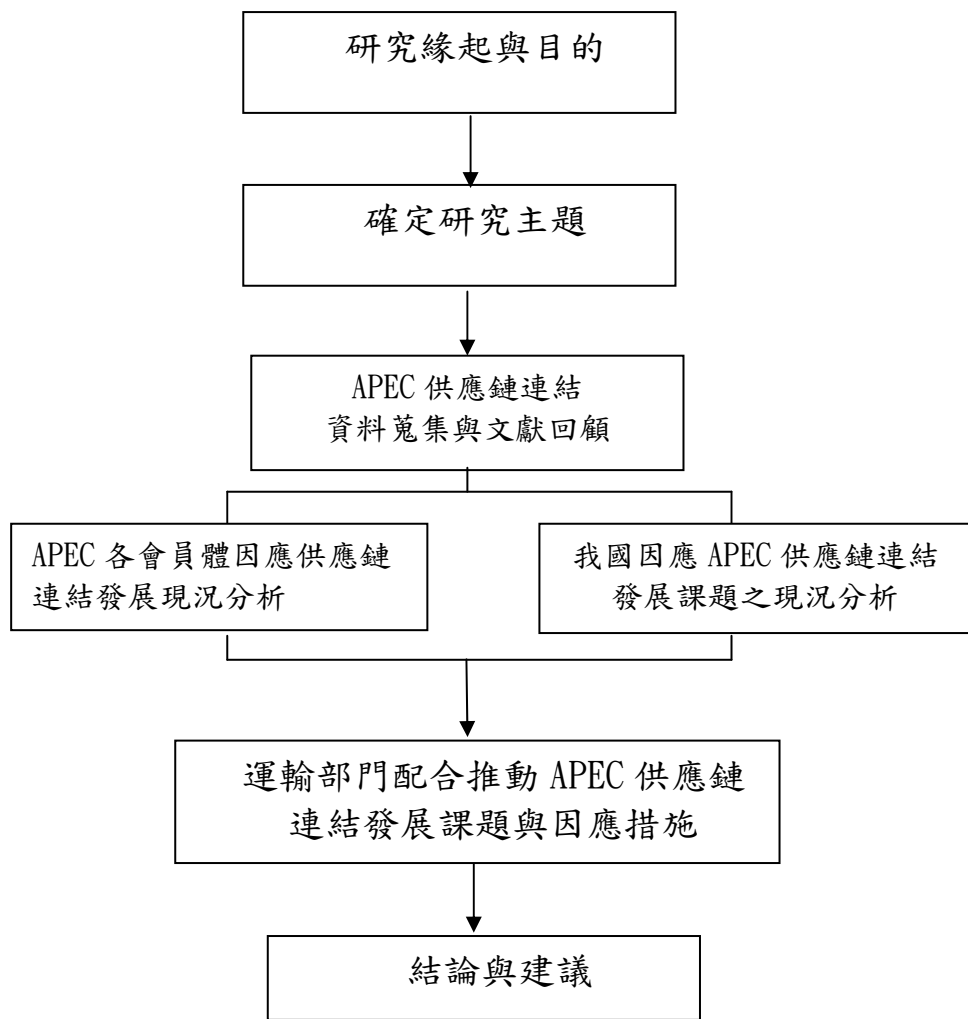 研究緣起與目的
確定研究主題
APEC 供應鏈連結
資料蒐集與文獻回顧
APEC 各會員體因應供應鏈
連結發展現況分析
我國因應 APEC 供應鏈連結
發展課題之現況分析
運輸部門配合推動 APEC 供應鏈
連結發展課題與因應措施
結論與建議